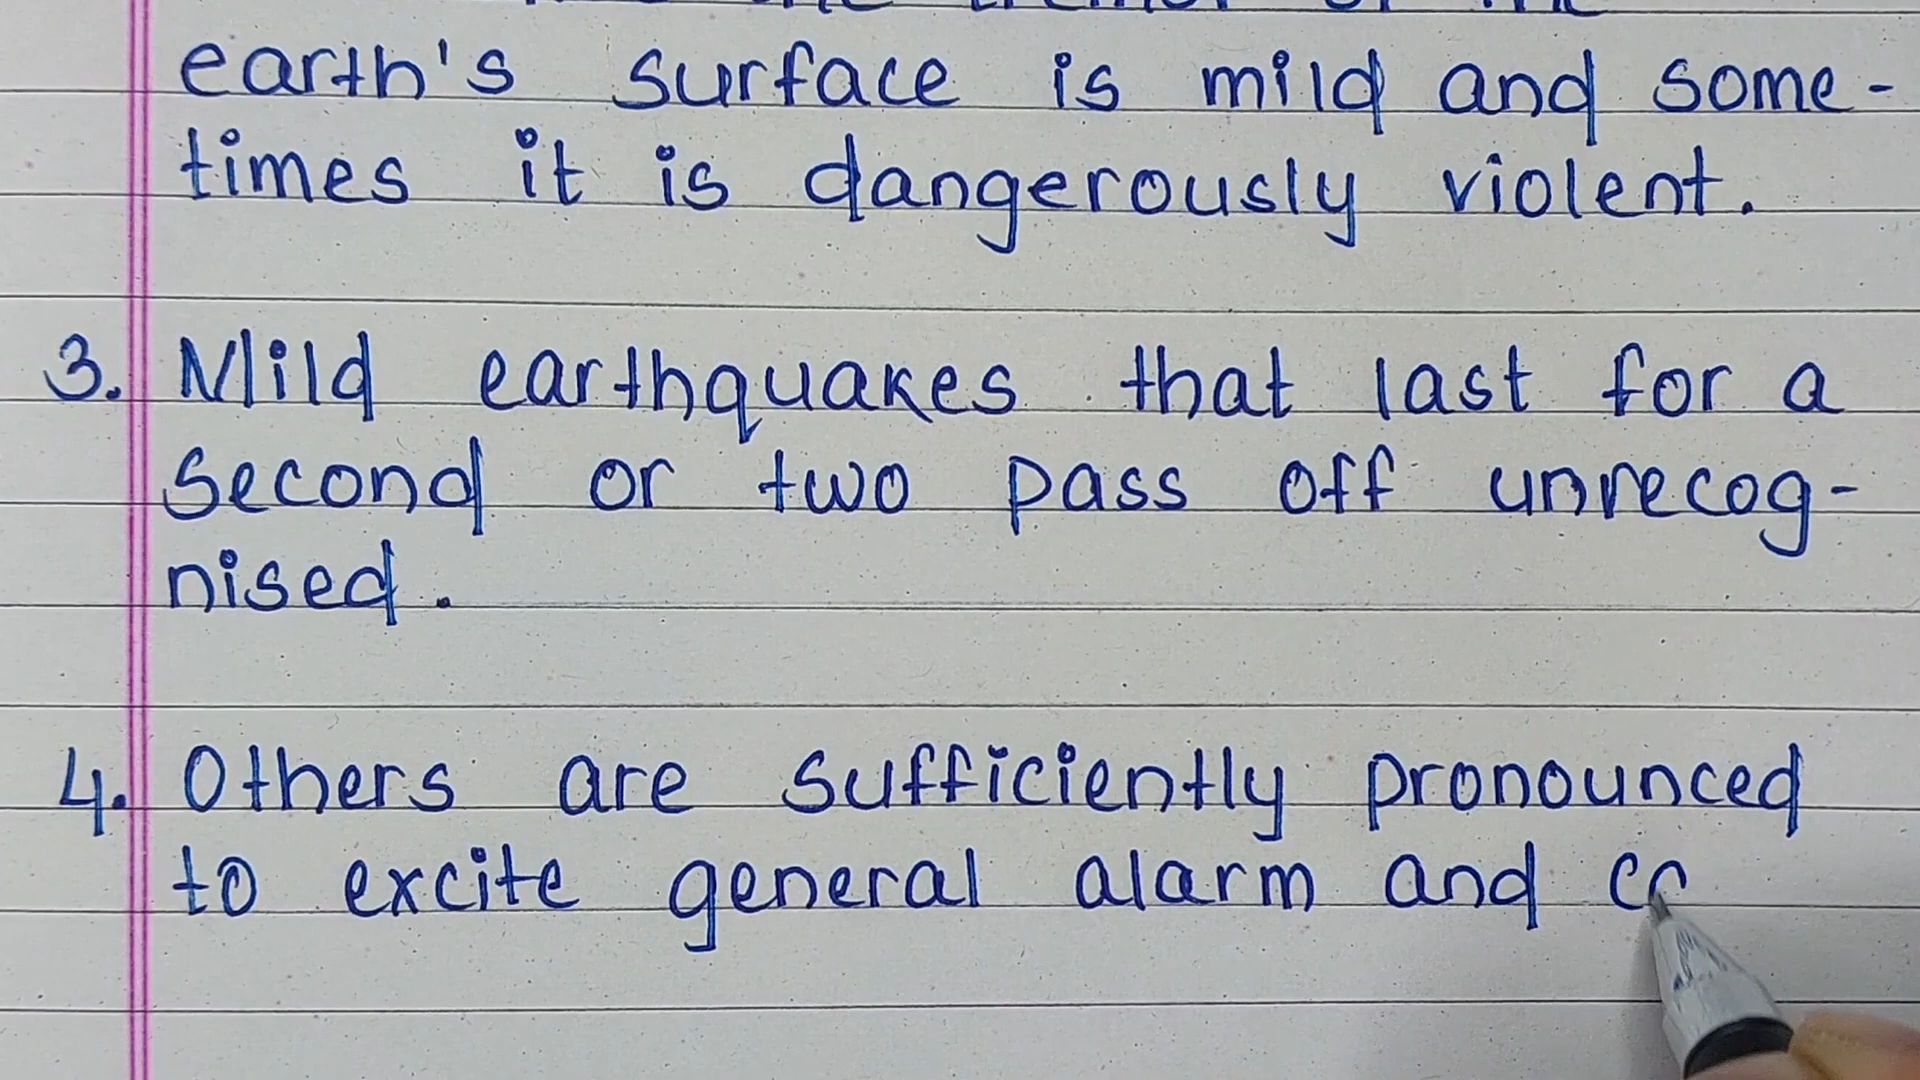 earth's surface is mild and some-
times it is dangerously violent.
3. Mild earthquakes that last for a
second or two pass off unrecog-
nised.
4. Others are sufficiently pronounced
to excite general alarm and